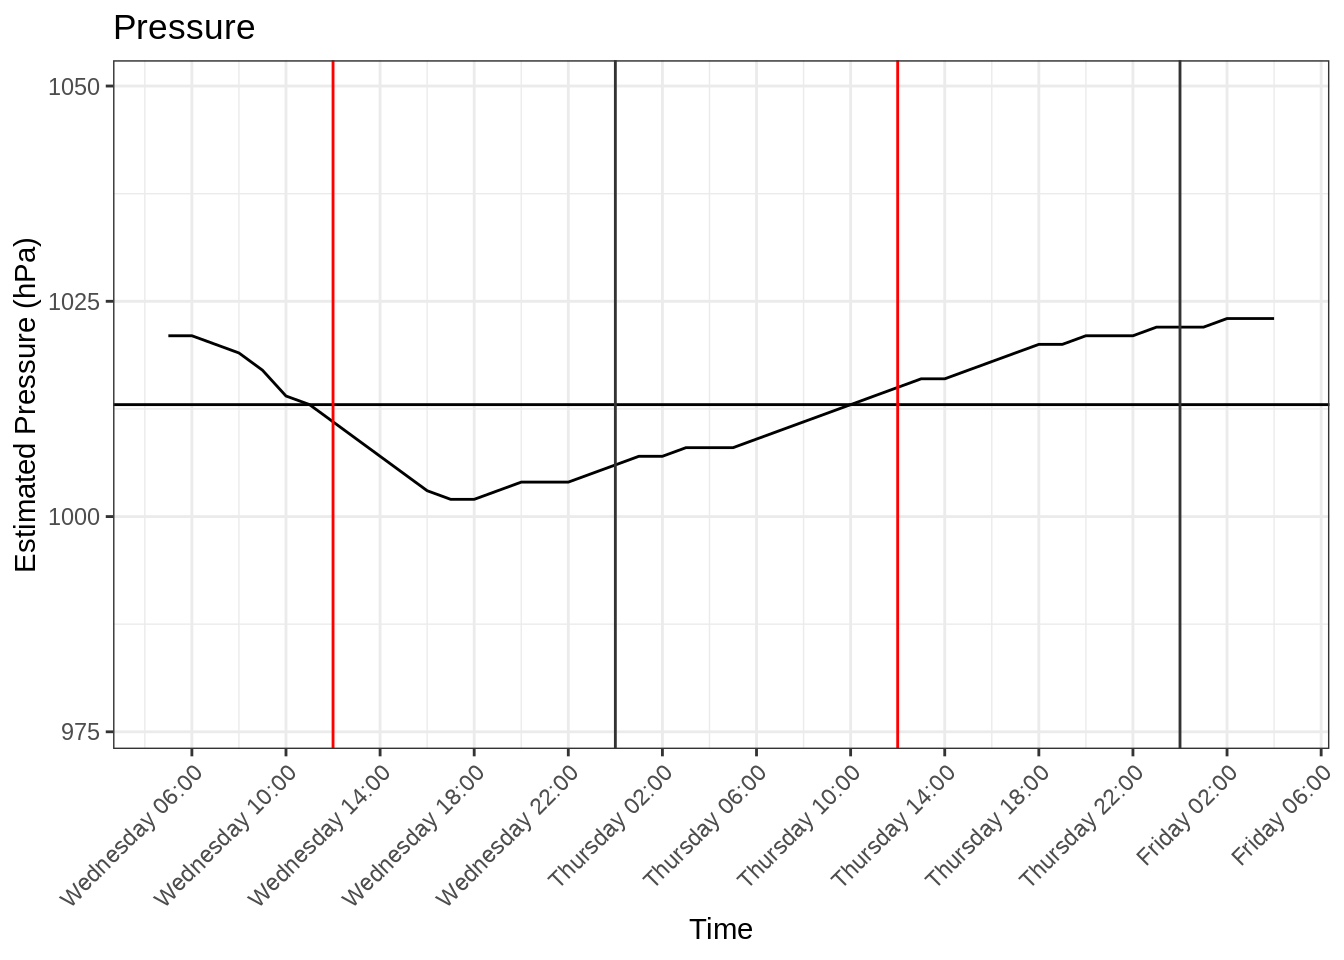 Pressure
Estimated Pressure (hPa)
1050
1025
1000
975
Wednesday 06:00
Wednesday 10:00
Wednesday 14:00
Wednesday 18:00
Wednesday 22:00
Thursday 02:00
Thursday 06:00
Thursday 10:00
Thursday 14:00
Thursday 18:00
Thursday 22:00
Friday 02:00
Friday 06:00
Time